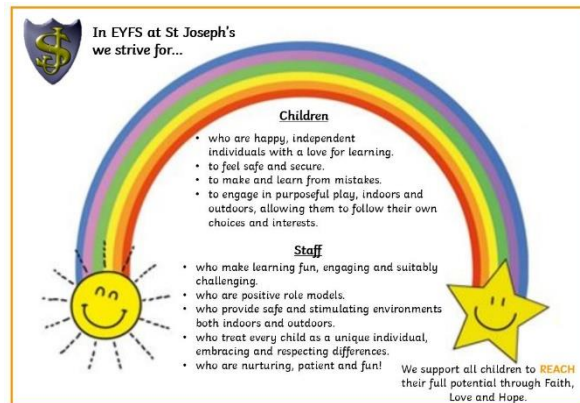 In EYFS at St Joseph's
we strive for...
SJ
Children
• who are happy, independent
individuals with a love for learning.
• to feel safe and secure.
• to make and learn from mistakes.
• to engage in purposeful play, indoors and
outdoors, allowing them to follow their own
choices and interests.
Staff
• who make learning fun, engaging and suitably
challenging.
• who are positive role models.
• who provide safe and stimulating environments
both indoors and outdoors.
• who treat every child as a unique individual,
embracing and respecting differences.
• who are nurturing, patient and fun!
We support all children to REACH
their full potential through Faith,
Love and Hope.